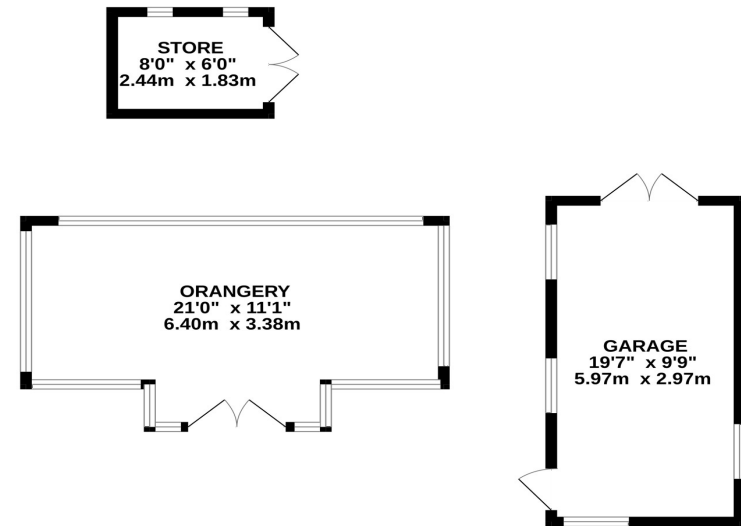 STORE
8'0" x 6'0"
2.44m x 1.83m
ORANGERY
21'0" x 11'1"
6.40m x 3.38m
GARAGE
19'7" x 9'9"
5.97m x 2.97m